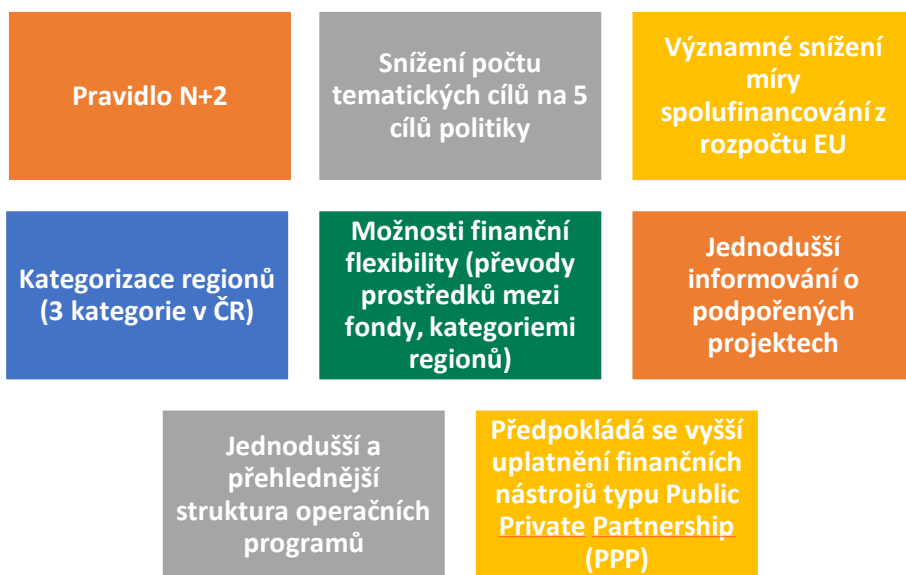 Pravidlo N+2
Snížení počtu
tematických cílů na 5
cílů politiky
Významné snížení
míry
spolufinancování z
rozpočtu EU
Kategorizace regionů
(3 kategorie v ČR)
Možnosti finanční
flexibility (převody
prostředků mezi
fondy, kategoriemi
regionů)
Jednodušší
informování o
podpořených
projektech
Jednodušší a
přehlednější
struktura operačních
programů
Předpokládá se vyšší
uplatnění finančních
nástrojů typu Public
Private Partnership
(PPP)